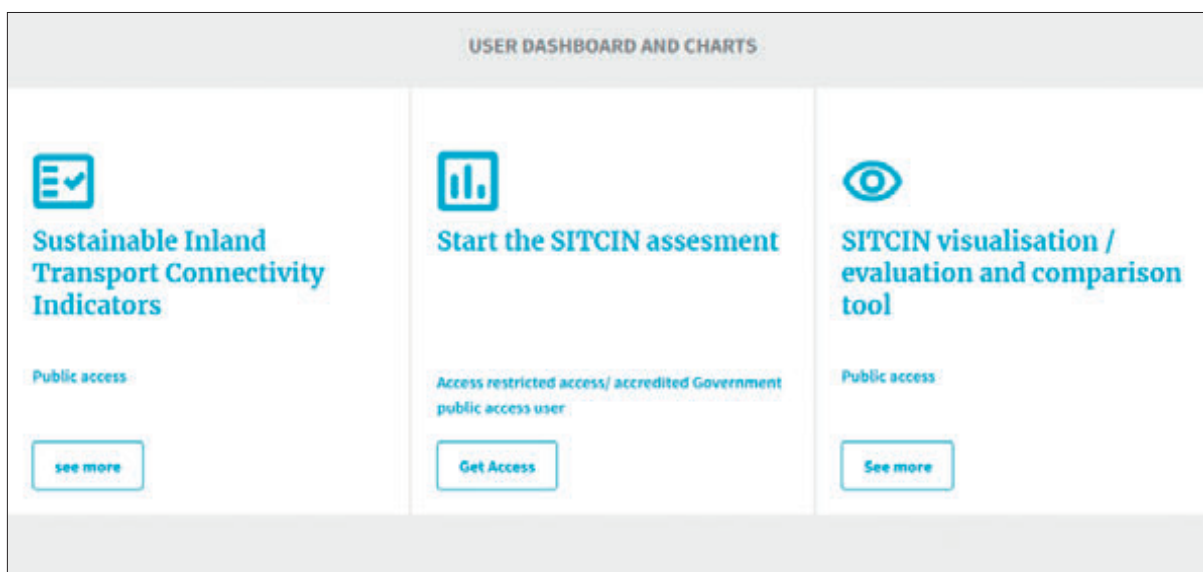 USER DASHBOARD AND CHARTS
Sustainable Inland
Transport Connectivity
Indicators
Public access
see more
Start the SITCIN assesment
Access restricted access/ accredited Government
public access user
Get Access
SITCIN visualisation /
evaluation and comparison
tool
Public access
See more